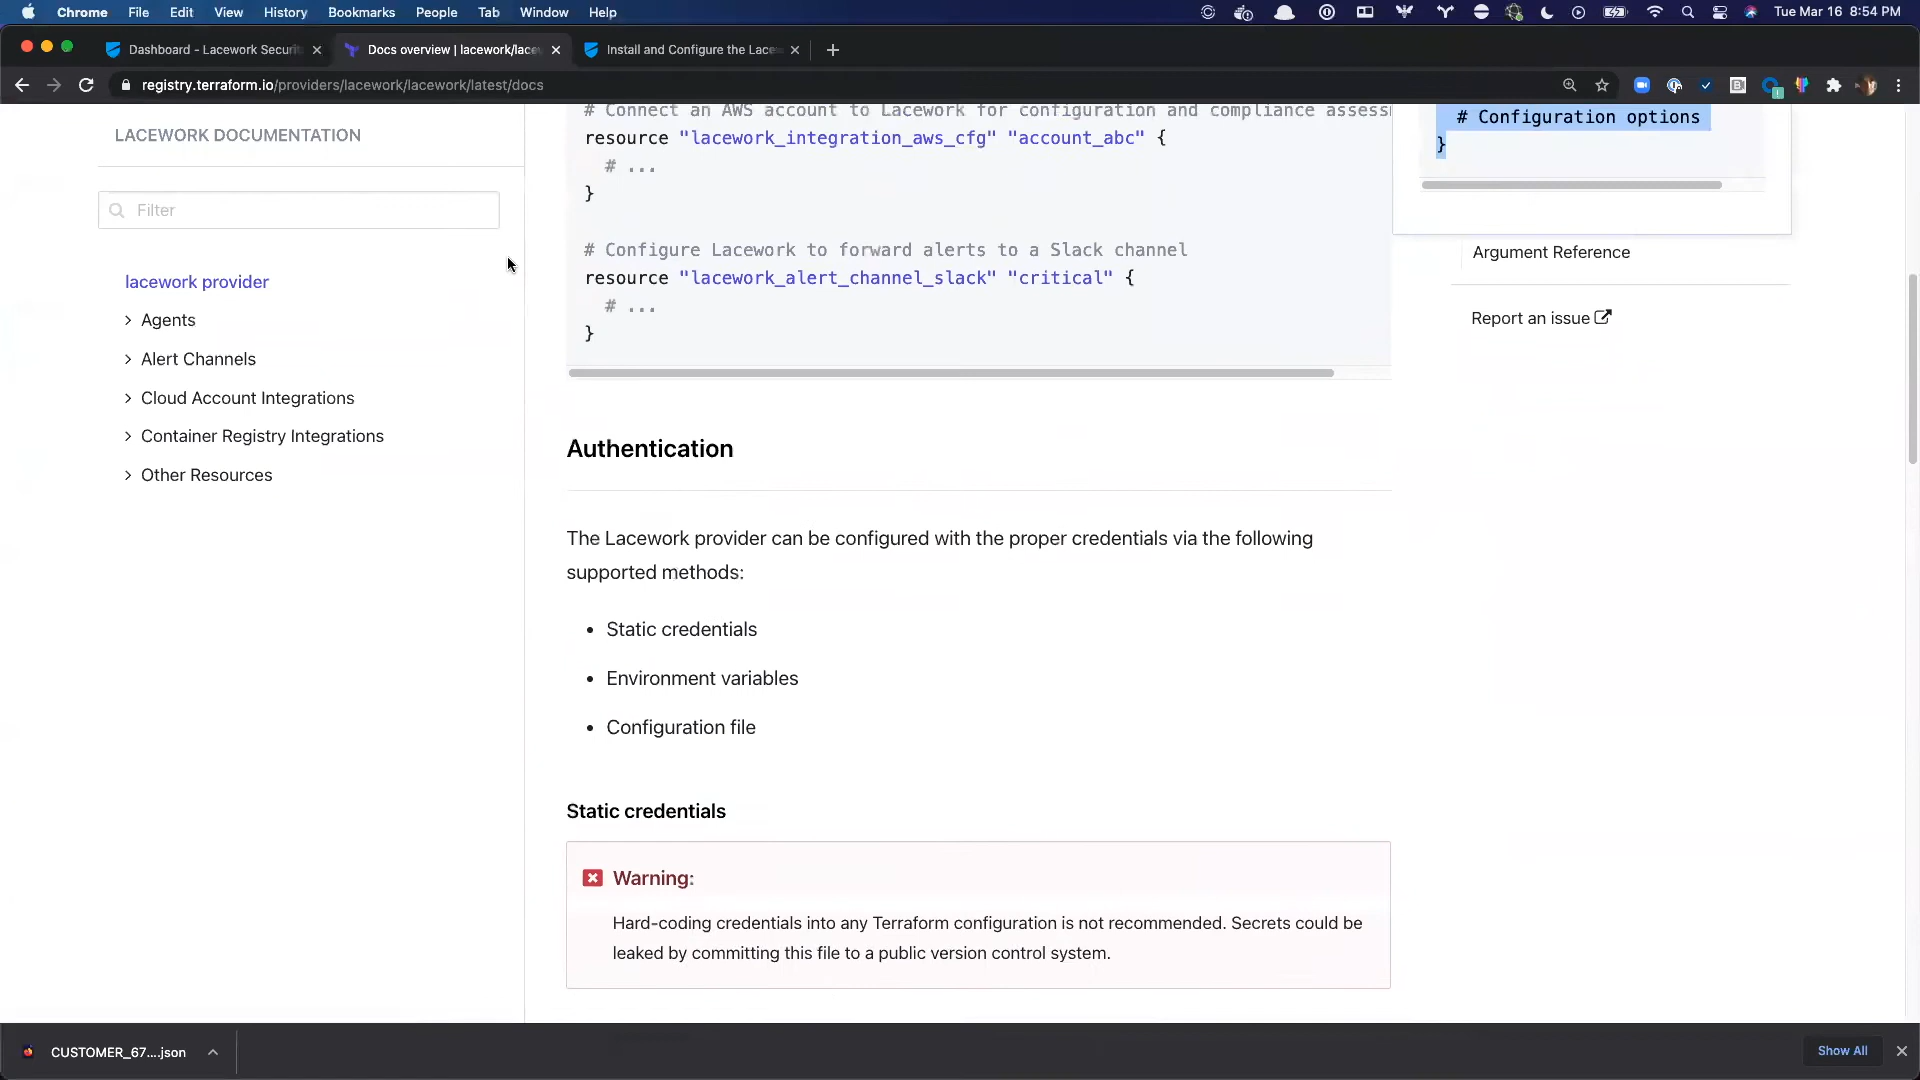 Chrome File Edit View History Bookmarks People Tab Window Help Tue Mar 16 8:54 PM
Dashboard - Lacework Securi
Docs overview | lacework/lace
Install and Configure the Lace
registry.terraform.io/providers/lacework/lacework/latest/docs
LACEWORK DOCUMENTATION
Filter
lacework provider
Agents
Alert Channels
Cloud Account Integrations
Container Registry Integrations
Other Resources
# Connect an AWS account to Lacework for configuration and compliance assess
resource "lacework_integration_aws_cfg" "account_abc" {
# ...
}
# Configure Lacework to forward alerts to a Slack channel
resource "lacework_alert_channel_slack" "critical" {
# ...
}
Authentication
The Lacework provider can be configured with the proper credentials via the following
supported methods:
• Static credentials
• Environment variables
• Configuration file
Static credentials
Warning:
Hard-coding credentials into any Terraform configuration is not recommended. Secrets could be
leaked by committing this file to a public version control system.
# Configuration options
}
Argument Reference
Report an issue
CUSTOMER_67....json
Show All